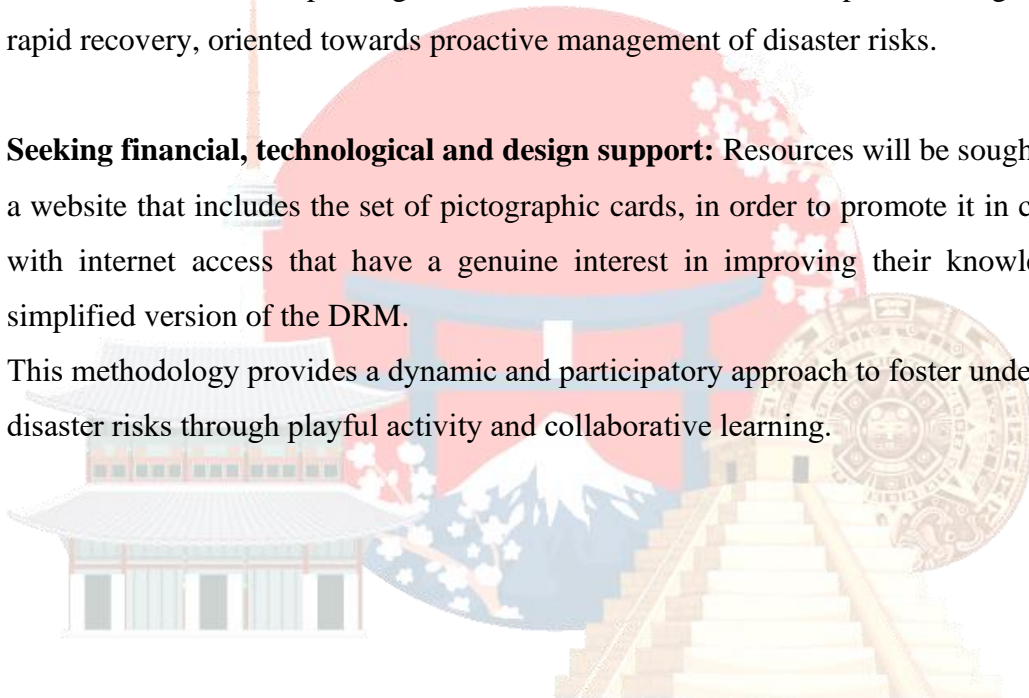 rapid recovery, oriented towards proactive management of disaster risks.
Seeking financial, technological and design support: Resources will be
a website that includes the set of pictographic cards, in order to promote it in
with internet access that have a genuine interest in improving their
simplified version of the DRM.
This methodology provides a dynamic and participatory approach to foster
disaster risks through playful activity and collaborative learning.